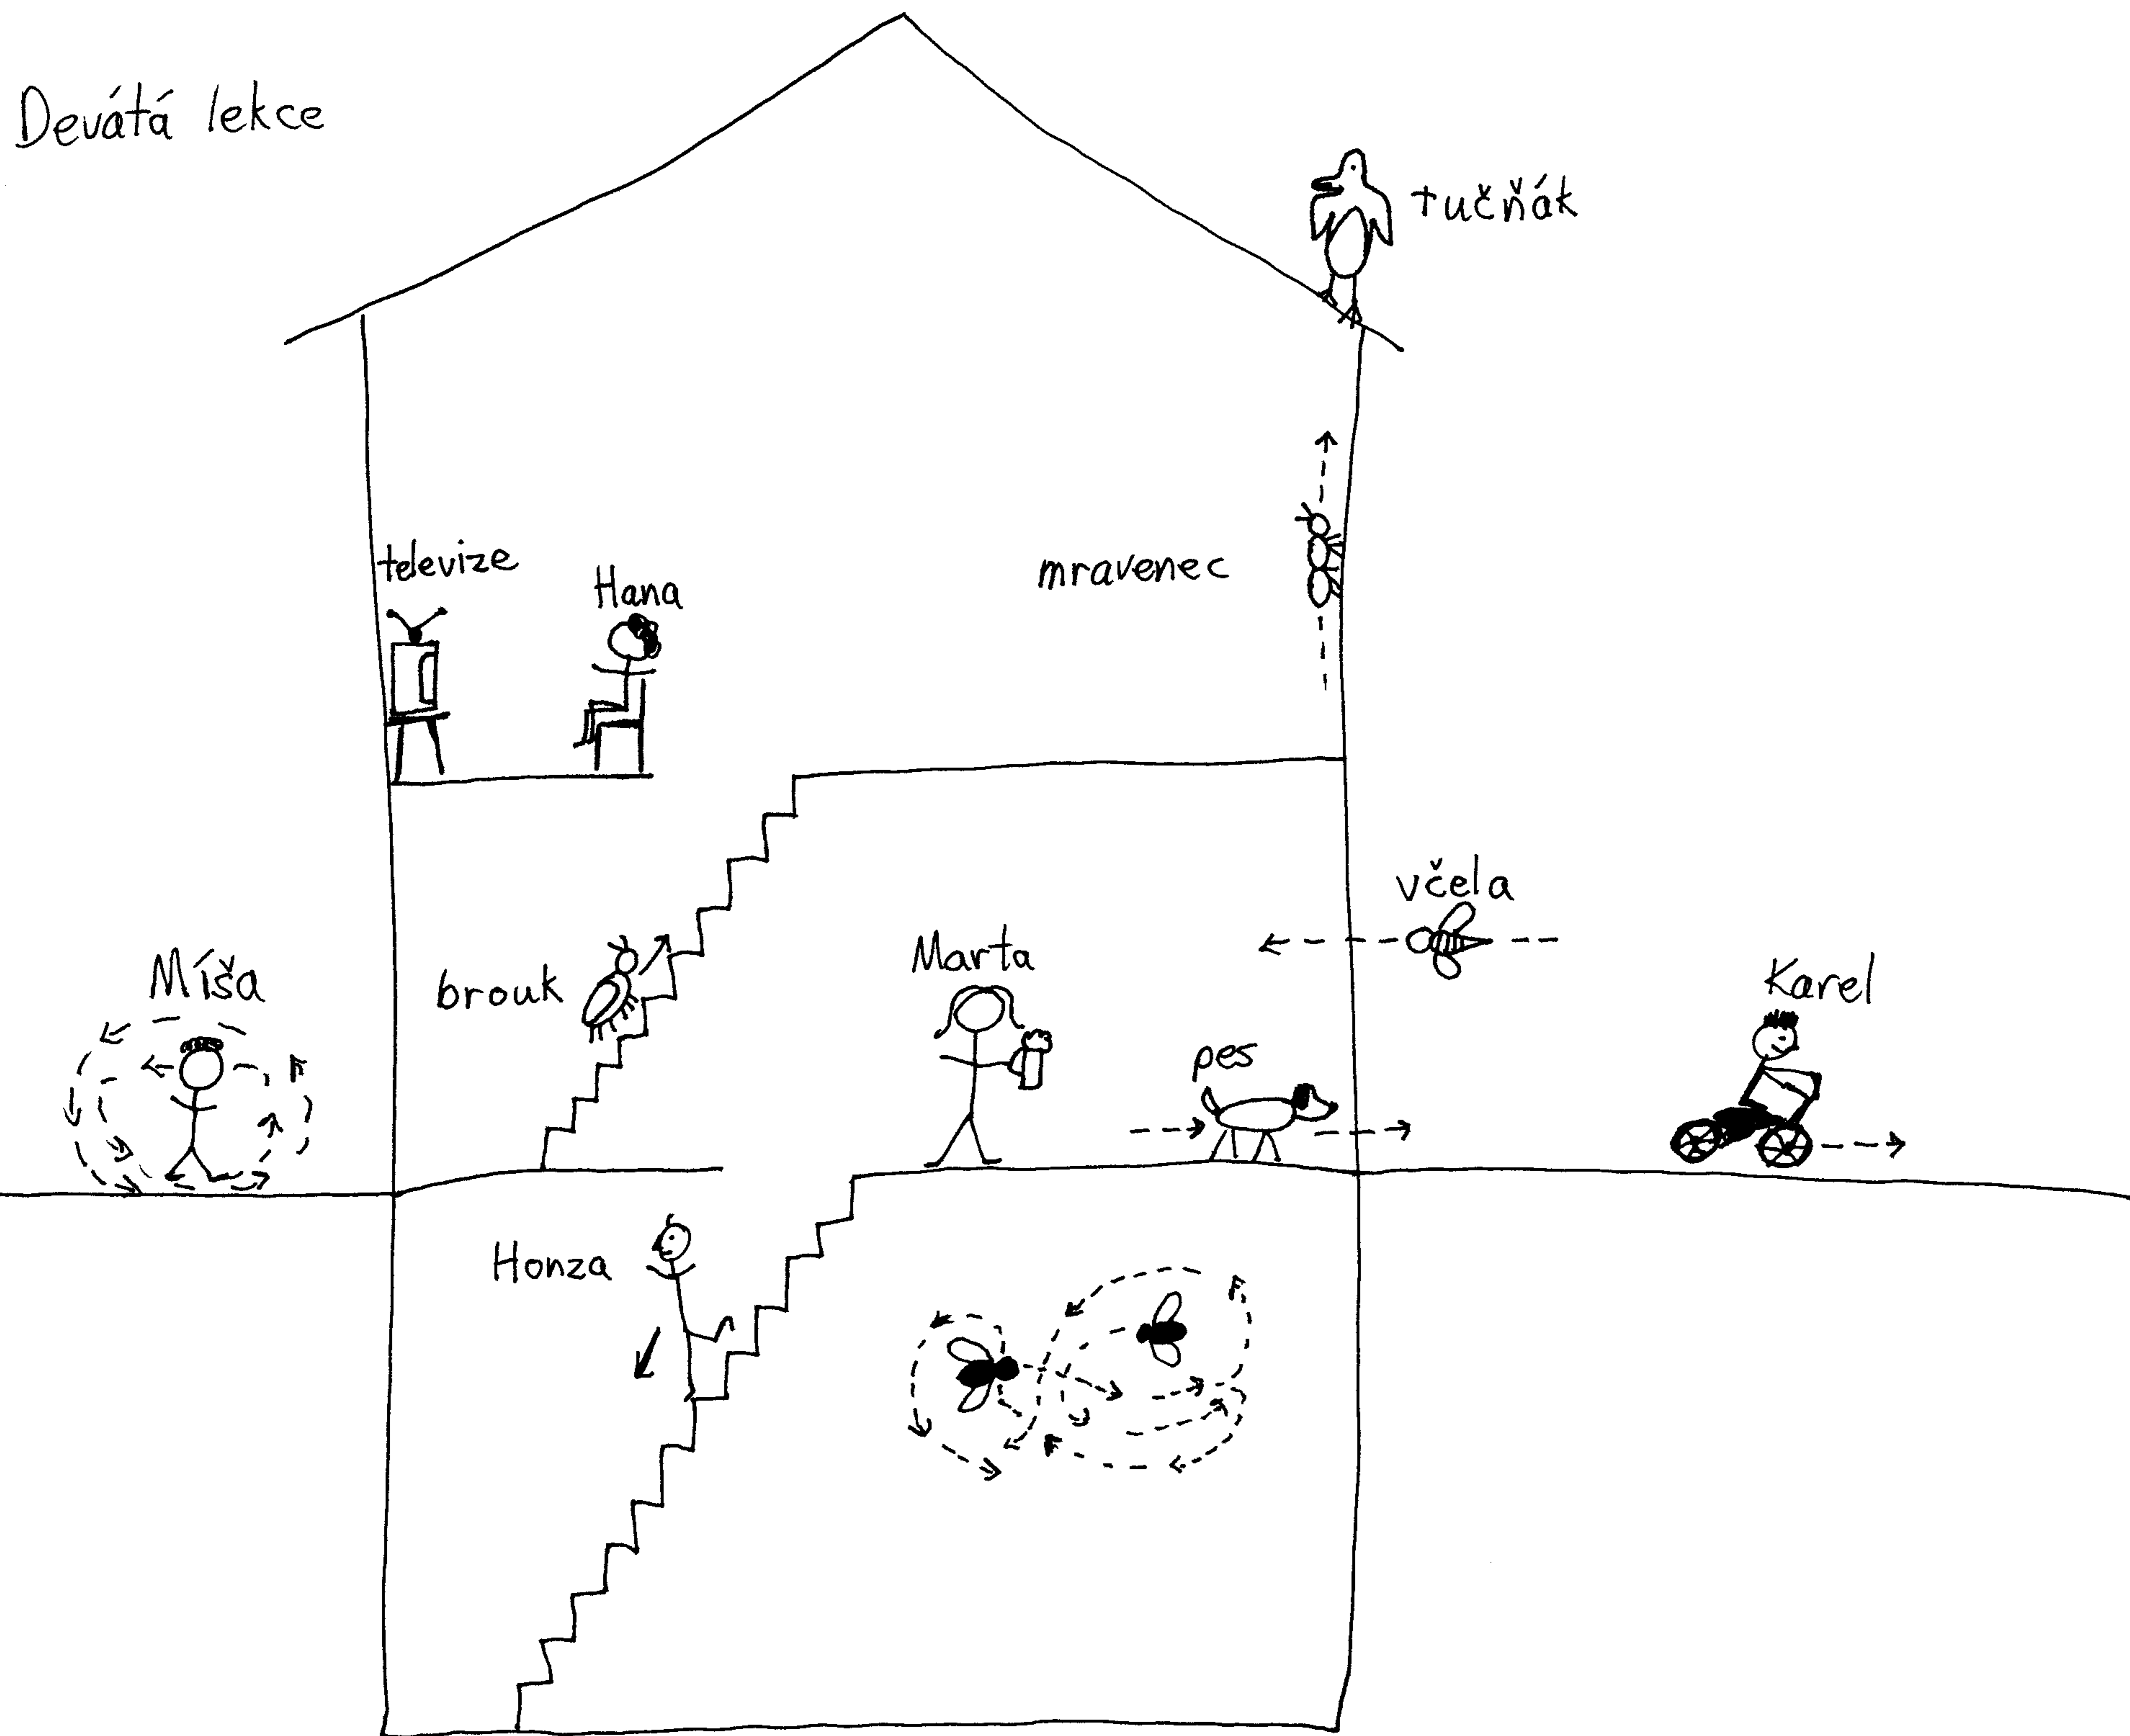 Devátá lekce
tučňák
televize
Hana
mravenec
včela
Míša
brouk
Marta
Karel
pes
Honza